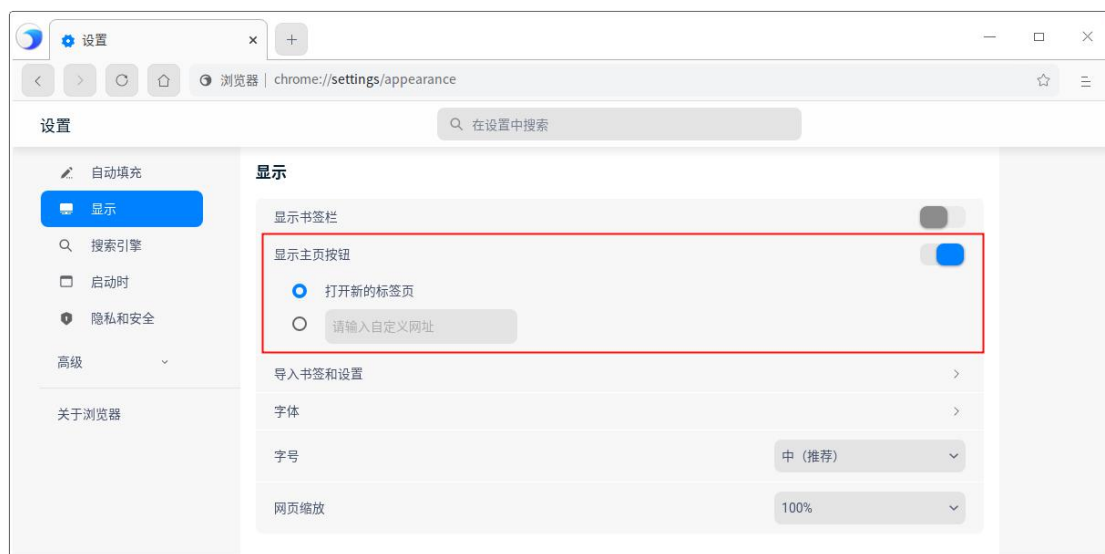 设置
浏览器 | chrome://settings/appearance
设置
在设置中搜索
自动填充
显示
搜索引擎
启动时
隐私和安全
高级
关于浏览器
显示
显示书签栏
显示主页按钮
打开新的标签页
请输入自定义网址
导入书签和设置
字体
字号
中（推荐）
网页缩放
100%